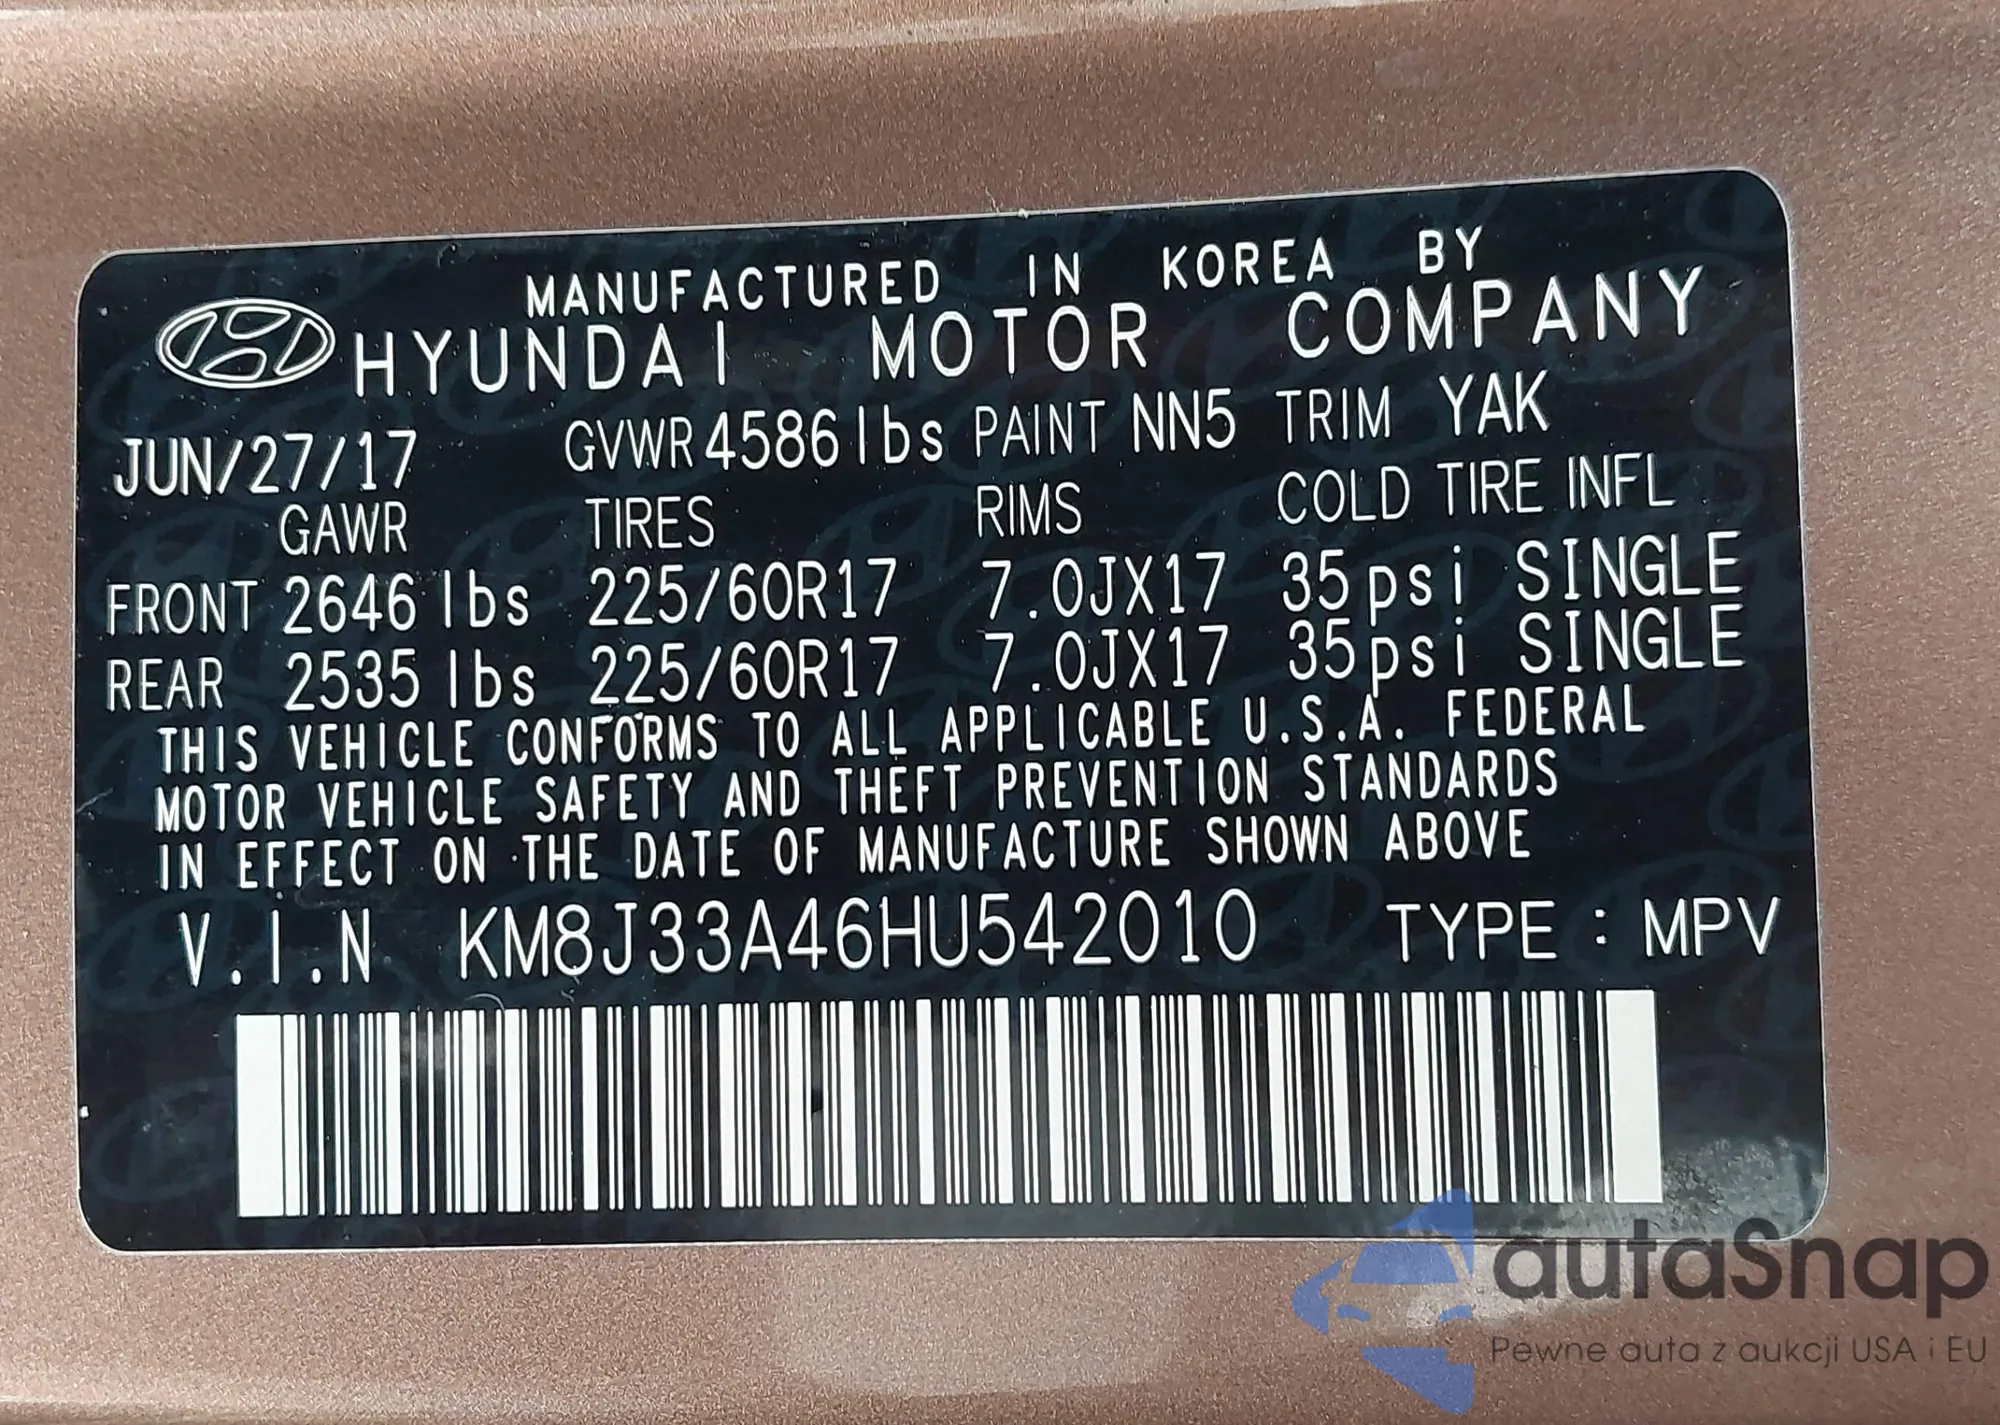 MANUFACTURED IN KOREA BY
HYUNDAI MOTOR COMPANY
JUN/27/17 GVWR 4586 lbs PAINT NN5 TRIM YAK
GAWR TIRES RIMS COLD TIRE INFL
FRONT 2646 lbs 225/60R17 7.0JX17 35psi SINGLE
REAR 2535 lbs 225/60R17 7.0JX17 35psi SINGLE
THIS VEHICLE CONFORMS TO ALL APPLICABLE U.S.A. FEDERAL
MOTOR VEHICLE SAFETY AND THEFT PREVENTION STANDARDS
IN EFFECT ON THE DATE OF MANUFACTURE SHOWN ABOVE
V.I.N KM8J33A46HU542010 TYPE : MPV
autaSnap
Pewne auta z aukcji USA i EU